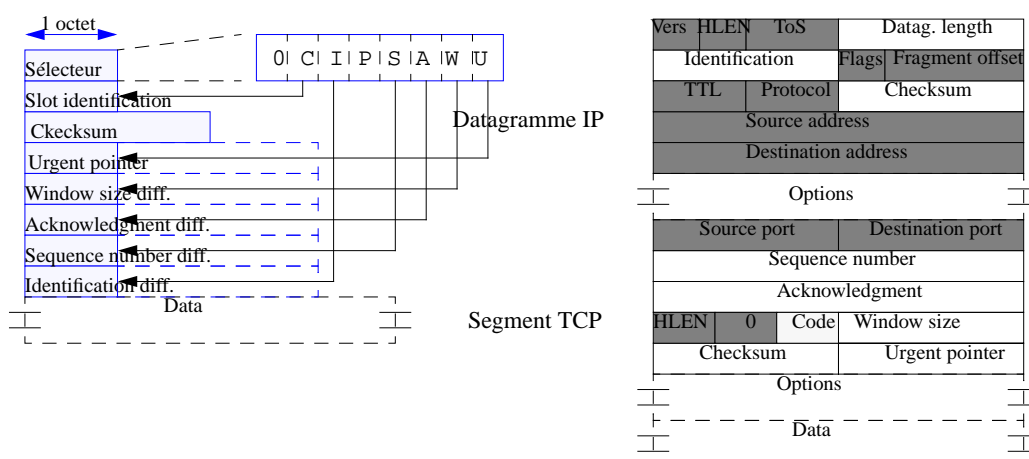 1 octet
Sélecteur
0 C I P S A W U
Slot identification
Ckecksum
Urgent pointer
Window size diff.
Acknowledgment diff.
Sequence number diff.
Identification diff.
Data
Datagramme IP
Segment TCP
Vers HLEN ToS Datag. length
Identification Flags Fragment offset
TTL Protocol Checksum
Source address
Destination address
Options
Source port Destination port
Sequence number
Acknowledgment
HLEN 0 Code Window size
Checksum Urgent pointer
Options
Data